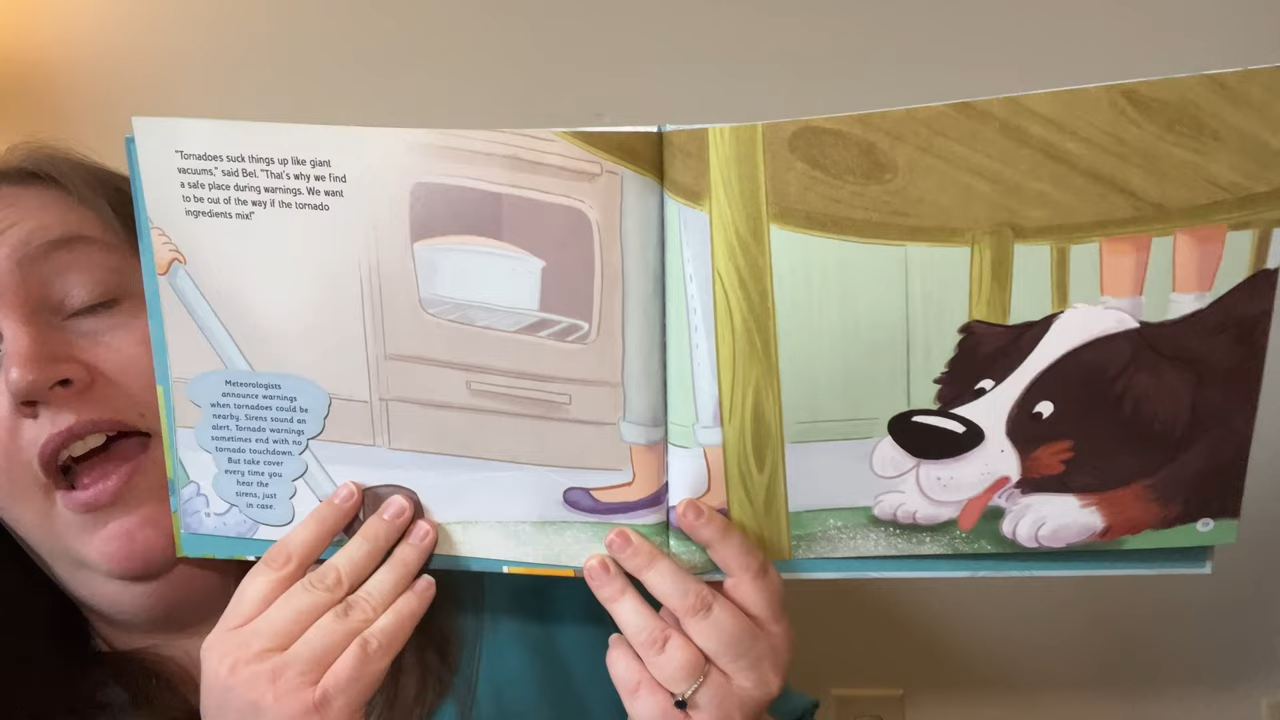 "Tornadoes suck things up like giant
vacuums," said Bel. "That's why we find
a safe place during warnings. We want
to be out of the way if the tornado
ingredients mix!"
Meteorologists
announce warnings
when tornadoes could be
nearby. Sirens sound an
alert. Tornado warnings
sometimes end with no
tornado touchdown.
But take cover
every time you
hear the
sirens, just
in case.
18